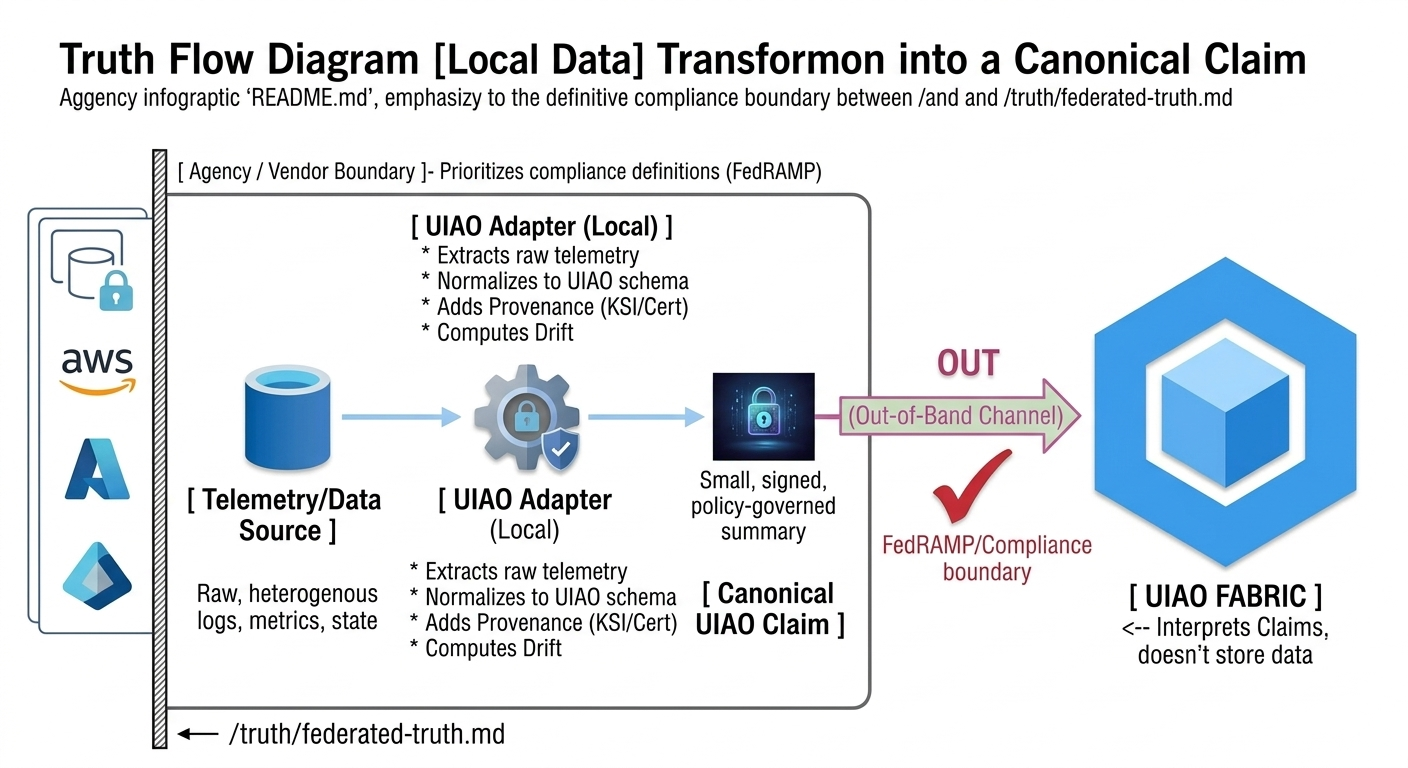 Truth Flow Diagram [Local Data] Transformon into a Canonical Claim
Aggency infograptic ‘README.md’, emphasizy to the definitive compliance boundary between /and and /truth/federated-truth.md
[ Agency / Vendor Boundary ]- Prioritizes compliance definitions (FedRAMP)
aws
[ UIAO Adapter (Local) ]
* Extracts raw telemetry
* Normalizes to UIAO schema
* Adds Provenance (KSI/Cert)
* Computes Drift
[ Telemetry/Data
Source ]
Raw, heterogenous
logs, metrics, state
[ UIAO Adapter
(Local)
* Extracts raw telemetry
* Normalizes to UIAO schema
* Adds Provenance (KSI/Cert)
* Computes Drift
Small, signed,
policy-governed
summary
[ Canonical
UIAO Claim ]
OUT
(Out-of-Band Channel)
FedRAMP/Compliance
boundary
[ UIAO FABRIC ]
<-- Interprets Claims,
doesn't store data
/truth/federated-truth.md